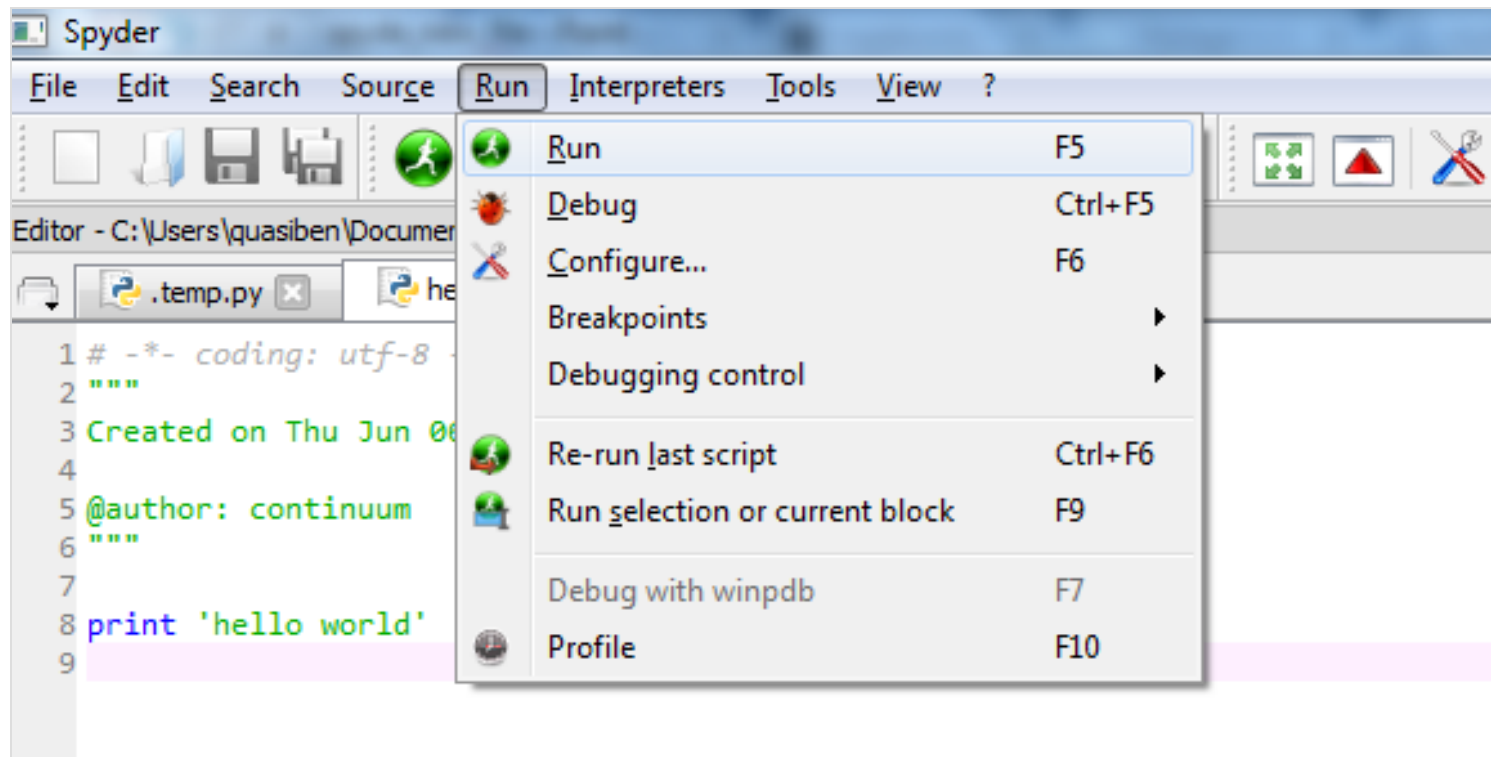 Spyder
File Edit Search Source Run Interpreters Tools View ?
Run F5
Debug Ctrl+F5
Configure... F6
Breakpoints
Debugging control
Re-run last script Ctrl+F6
Run selection or current block F9
Debug with winpdb F7
Profile F10
Editor - C:\Users\quasiben\Documen
.temp.py he
1 # -*- coding: utf-8 -
2 """
3 Created on Thu Jun 06
4
5 @author: continuum
6 """
7
8 print 'hello world'
9